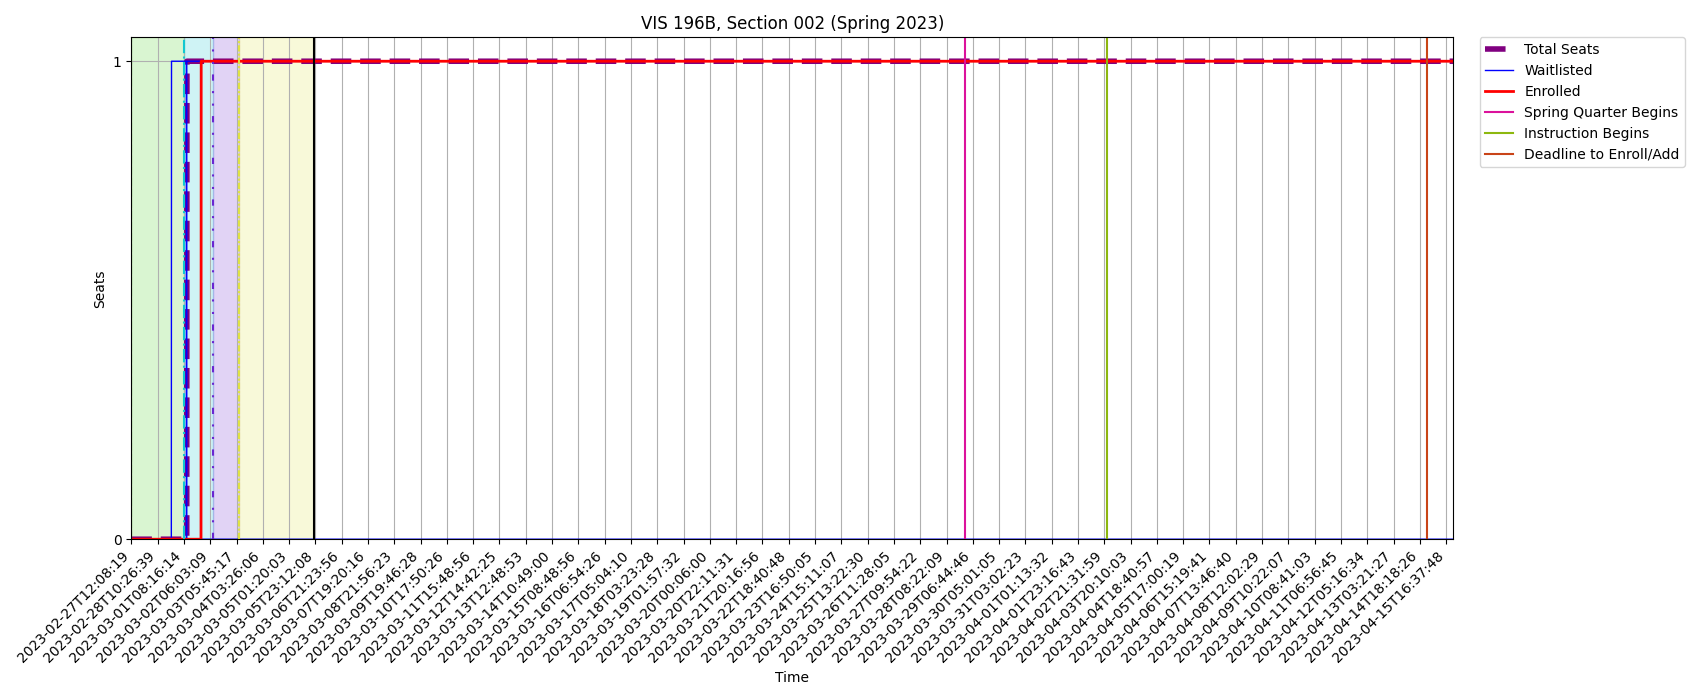 VIS 196B, Section 002 (Spring 2023)
1
0
Seats
Total Seats
Waitlisted
Enrolled
Spring Quarter Begins
Instruction Begins
Deadline to Enroll/Add
2023-02-27T12:08:19
2023-02-28T10:26:39
2023-03-01T08:16:14
2023-03-02T06:03:09
2023-03-03T05:45:17
2023-03-04T03:26:06
2023-03-05T01:20:03
2023-03-05T23:12:08
2023-03-06T21:23:56
2023-03-07T19:20:16
2023-03-08T21:56:23
2023-03-09T19:46:28
2023-03-10T17:50:26
2023-03-11T15:48:56
2023-03-12T14:42:25
2023-03-13T12:48:53
2023-03-14T10:49:00
2023-03-15T08:48:56
2023-03-16T06:54:26
2023-03-17T05:04:10
2023-03-18T03:23:28
2023-03-19T01:57:32
2023-03-20T00:06:00
2023-03-20T22:11:31
2023-03-21T20:16:56
2023-03-22T18:40:48
2023-03-23T16:50:05
2023-03-24T15:11:07
2023-03-25T13:22:30
2023-03-26T11:28:05
2023-03-27T09:54:22
2023-03-28T08:22:09
2023-03-29T06:44:46
2023-03-30T05:01:05
2023-03-31T03:02:23
2023-04-01T01:13:32
2023-04-01T23:16:43
2023-04-02T21:31:59
2023-04-03T20:10:03
2023-04-04T18:40:57
2023-04-05T17:00:19
2023-04-06T15:19:41
2023-04-07T13:46:40
2023-04-08T12:02:29
2023-04-09T10:22:07
2023-04-10T08:41:03
2023-04-11T06:56:45
2023-04-12T05:16:34
2023-04-13T03:21:27
2023-04-14T18:18:26
2023-04-15T16:37:48
Time